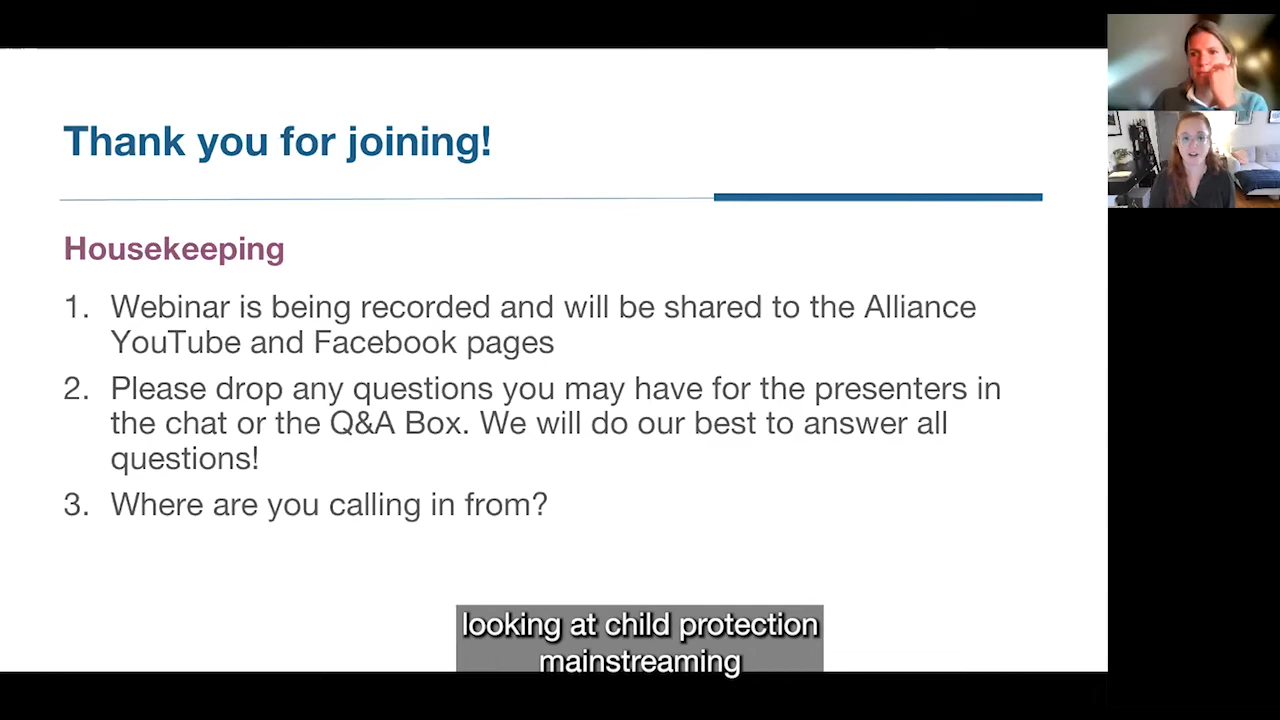 Thank you for joining!
Housekeeping
1. Webinar is being recorded and will be shared to the Alliance
YouTube and Facebook pages
2. Please drop any questions you may have for the presenters in
the chat or the Q&A Box. We will do our best to answer all
questions!
3. Where are you calling in from?
looking at child protection
mainstreaming